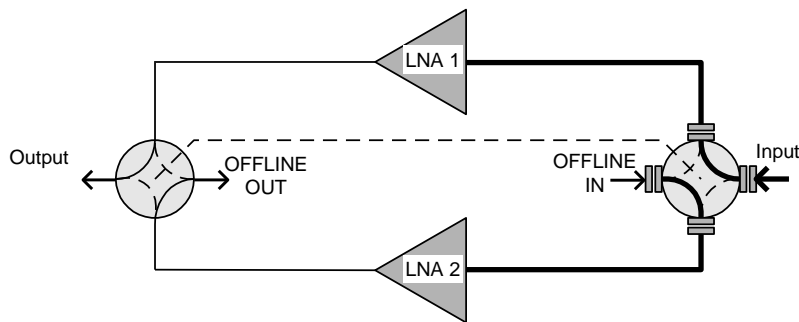 LNA 1
Output
OFFLINE
OUT
OFFLINE
IN
Input
LNA 2